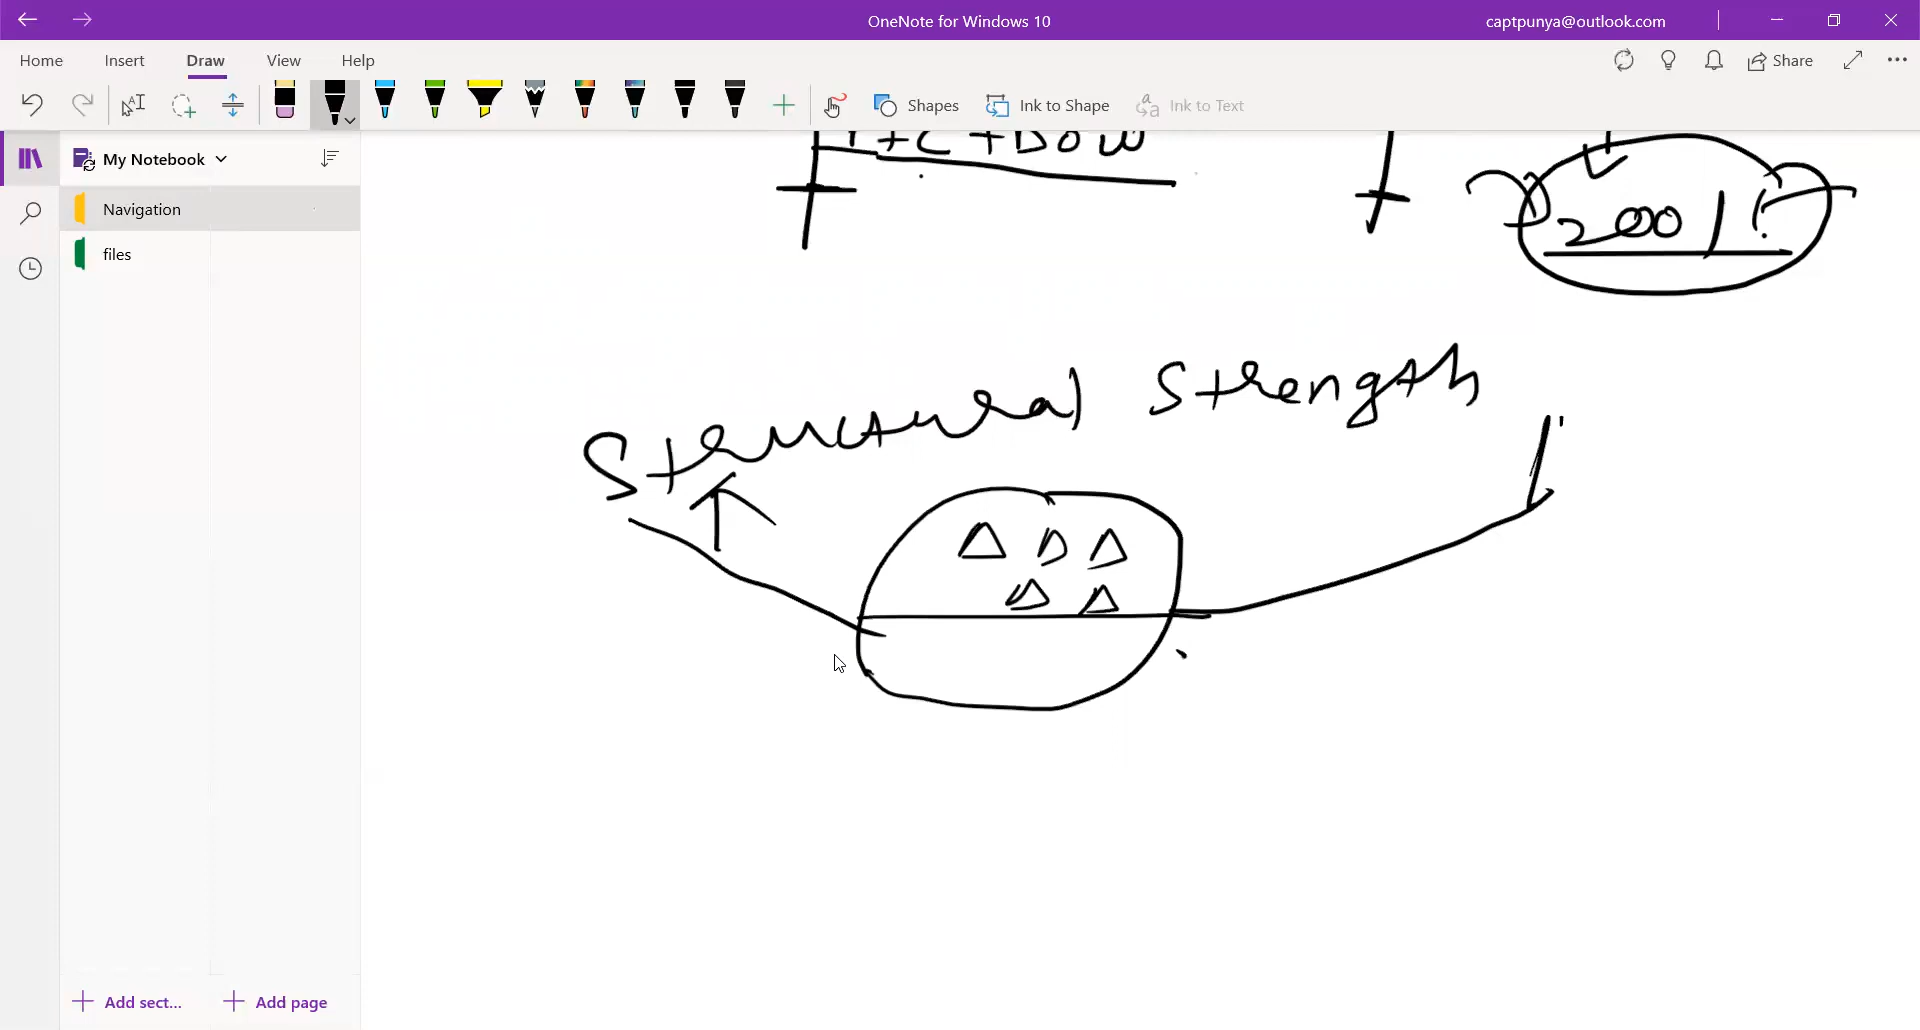 OneNote for Windows 10
captpunya@outlook.com
Home Insert Draw View Help
Share
Shapes Ink to Shape Ink to Text
My Notebook
Navigation
files
+C+BOW
2001
Structural Strength
Add sect... Add page